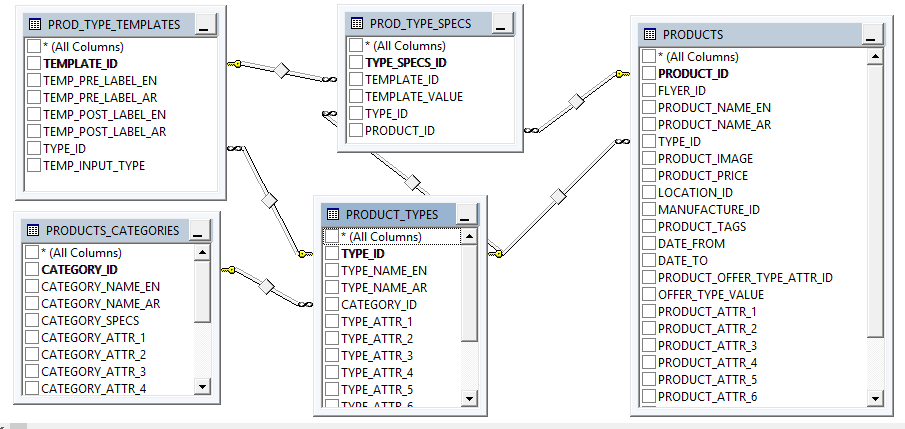 PROD_TYPE_TEMPLATES
* (All Columns)
TEMPLATE_ID
TEMP_PRE_LABEL_EN
TEMP_PRE_LABEL_AR
TEMP_POST_LABEL_EN
TEMP_POST_LABEL_AR
TYPE_ID
TEMP_INPUT_TYPE
PROD_TYPE_SPECS
* (All Columns)
TYPE_SPECS_ID
TEMPLATE_ID
TEMPLATE_VALUE
TYPE_ID
PRODUCT_ID
PRODUCTS
* (All Columns)
PRODUCT_ID
FLYER_ID
PRODUCT_NAME_EN
PRODUCT_NAME_AR
TYPE_ID
PRODUCT_IMAGE
PRODUCT_PRICE
LOCATION_ID
MANUFACTURE_ID
PRODUCT_TAGS
DATE_FROM
DATE_TO
PRODUCT_OFFER_TYPE_ATTR_ID
OFFER_TYPE_VALUE
PRODUCT_ATTR_1
PRODUCT_ATTR_2
PRODUCT_ATTR_3
PRODUCT_ATTR_4
PRODUCT_ATTR_5
PRODUCT_ATTR_6
PRODUCTS_CATEGORIES
* (All Columns)
CATEGORY_ID
CATEGORY_NAME_EN
CATEGORY_NAME_AR
CATEGORY_SPECS
CATEGORY_ATTR_1
CATEGORY_ATTR_2
CATEGORY_ATTR_3
CATEGORY_ATTR_4
PRODUCT_TYPES
* (All Columns)
TYPE_ID
TYPE_NAME_EN
TYPE_NAME_AR
CATEGORY_ID
TYPE_ATTR_1
TYPE_ATTR_2
TYPE_ATTR_3
TYPE_ATTR_4
TYPE_ATTR_5
TYPE_ATTR_6